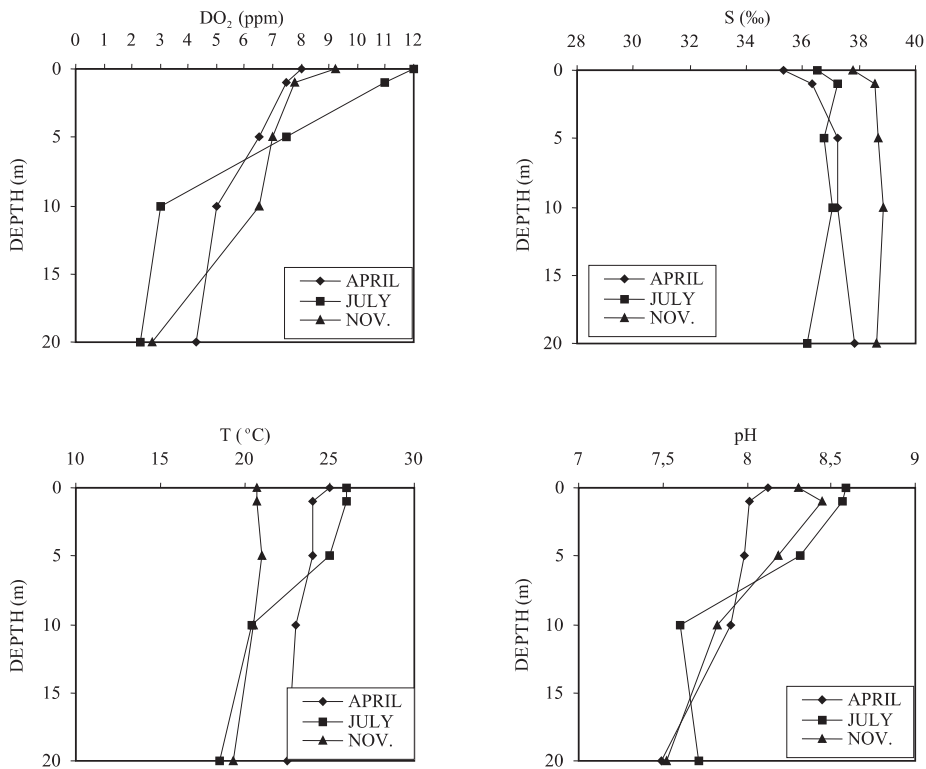 DO₂ (ppm)
0 1 2 3 4 5 6 7 8 9 10 11 12
0
5
10
15
20
DEPTH (m)
APRIL
JULY
NOV.
S (‰)
28 30 32 34 36 38 40
0
5
10
15
20
DEPTH (m)
APRIL
JULY
NOV.
T (°C)
10 15 20 25 30
0
5
10
15
20
DEPTH (m)
APRIL
JULY
NOV.
pH
7 7,5 8 8,5 9
0
5
10
15
20
DEPTH (m)
APRIL
JULY
NOV.